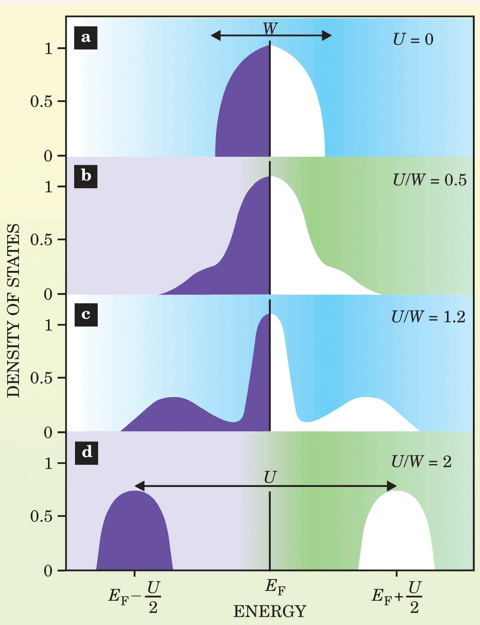 DENSITY OF STATES
a
W
U = 0
1
0.5
0
b
U/W = 0.5
1
0.5
0
c
U/W = 1.2
1
0.5
0
d
U/W = 2
1
U
0.5
0
E_F − U/2
E_F
E_F + U/2
ENERGY